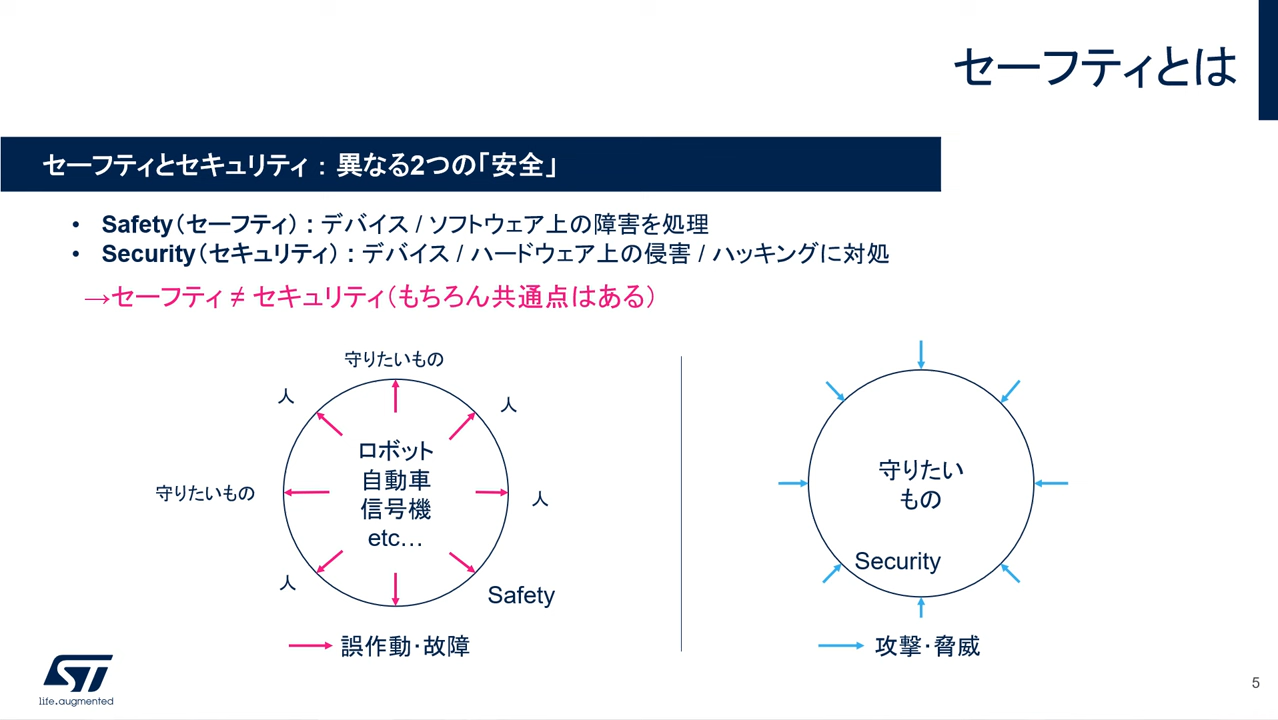 セーフティとは
セーフティとセキュリティ：異なる2つの「安全」
• Safety（セーフティ）：デバイス / ソフトウェア上の障害を処理
• Security（セキュリティ）：デバイス / ハードウェア上の侵害 / ハッキングに対処
→セーフティ ≠ セキュリティ（もちろん共通点はある）
守りたいもの
人
人
ロボット
自動車
信号機
etc…
守りたいもの
人
人
Safety
誤作動・故障
守りたい
もの
Security
攻撃・脅威
ST
life.augmented
5